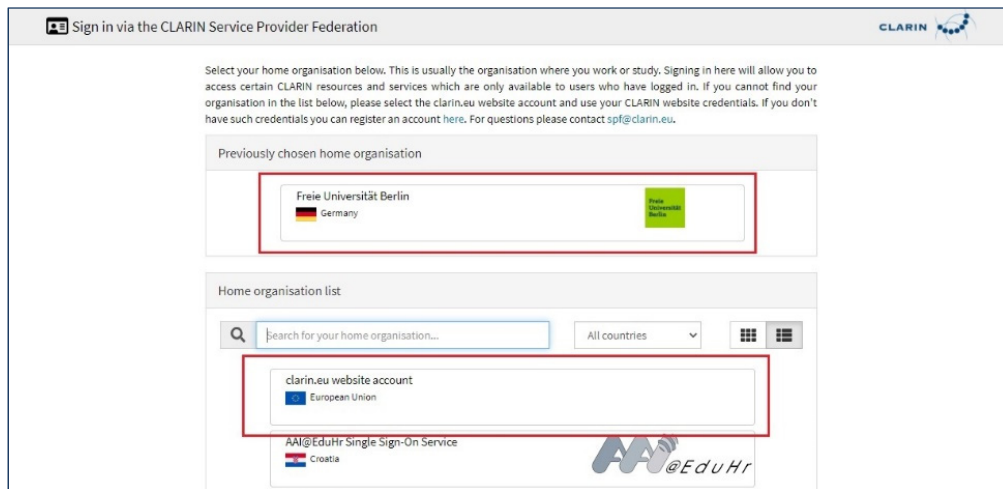 Sign in via the CLARIN Service Provider Federation
CLARIN
Select your home organisation below. This is usually the organisation where you work or study. Signing in here will allow you to
access certain CLARIN resources and services which are only available to users who have logged in. If you cannot find your
organisation in the list below, please select the clarin.eu website account and use your CLARIN website credentials. If you don't
have such credentials you can register an account here. For questions please contact spf@clarin.eu.
Previously chosen home organisation
Freie Universität Berlin
Germany
Freie
Universität
Berlin
Home organisation list
Search for your home organisation...
All countries
clarin.eu website account
European Union
AAI@EduHr Single Sign-On Service
Croatia
AAI@EduHr